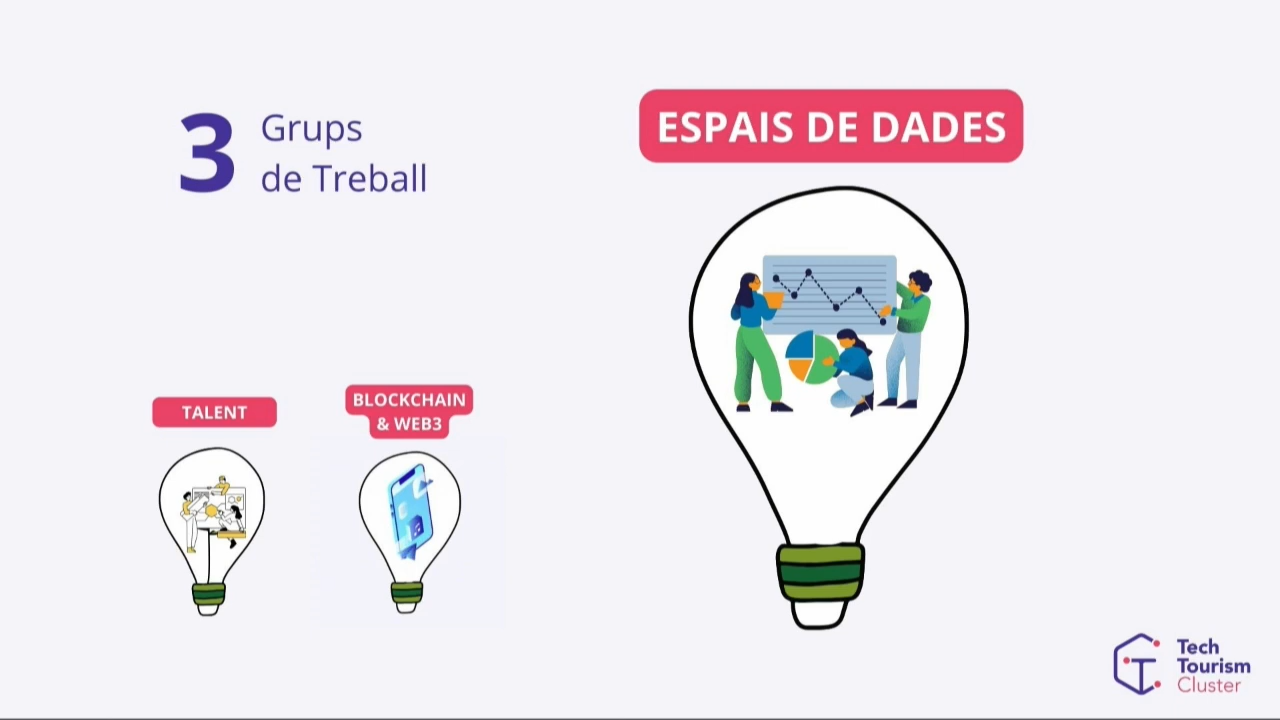 3
Grups
de Treball
ESPAIS DE DADES
TALENT
BLOCKCHAIN
& WEB3
Tech
Tourism
Cluster